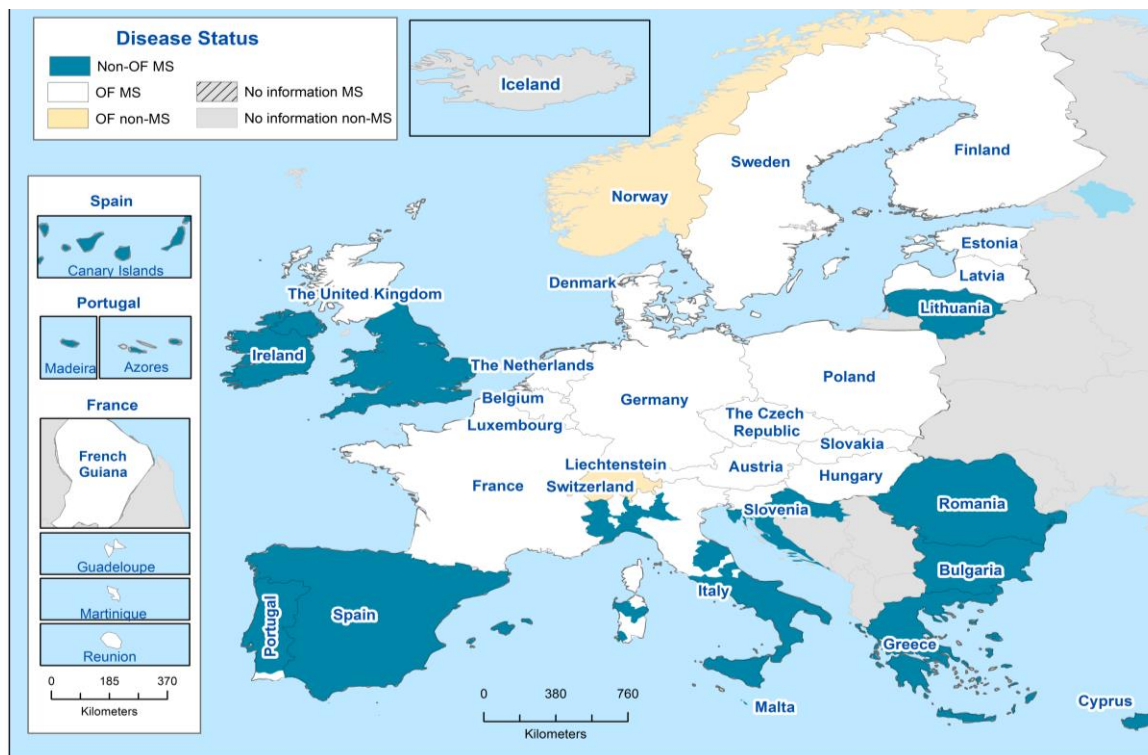 Disease Status
Non-OF MS
OF MS
No information MS
OF non-MS
No information non-MS
Iceland
Spain
Canary Islands
Portugal
Madeira
Azores
France
French
Guiana
Guadeloupe
Martinique
Reunion
0 185 370
Kilometers
Finland
Sweden
Norway
Estonia
Latvia
Denmark
Lithuania
The United Kingdom
Ireland
The Netherlands
Poland
Belgium
Germany
The Czech
Republic
Luxembourg
Slovakia
Liechtenstein
Austria
Hungary
France
Switzerland
Slovenia
Romania
Bulgaria
Italy
Portugal
Spain
Greece
0 380 760
Kilometers
Malta
Cyprus